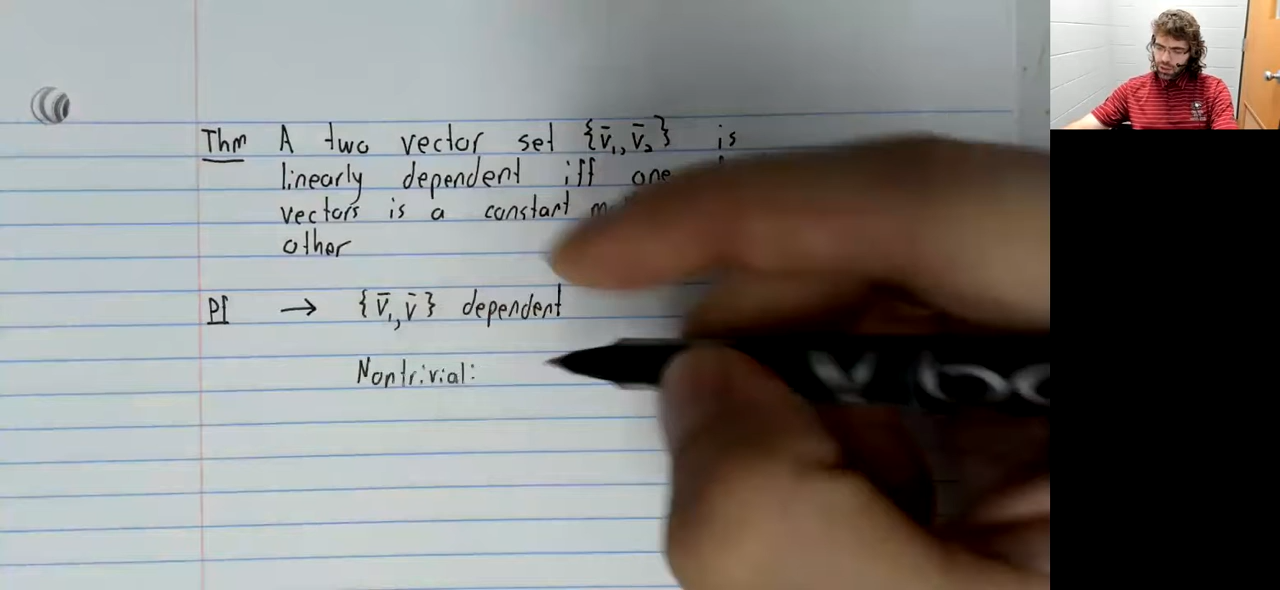 Thm A two vector set {v̄₁, v̄₂} is
linearly dependent iff one
vectors is a constant
other
Pf → {v̄₁, v̄} dependent
Nontrivial: